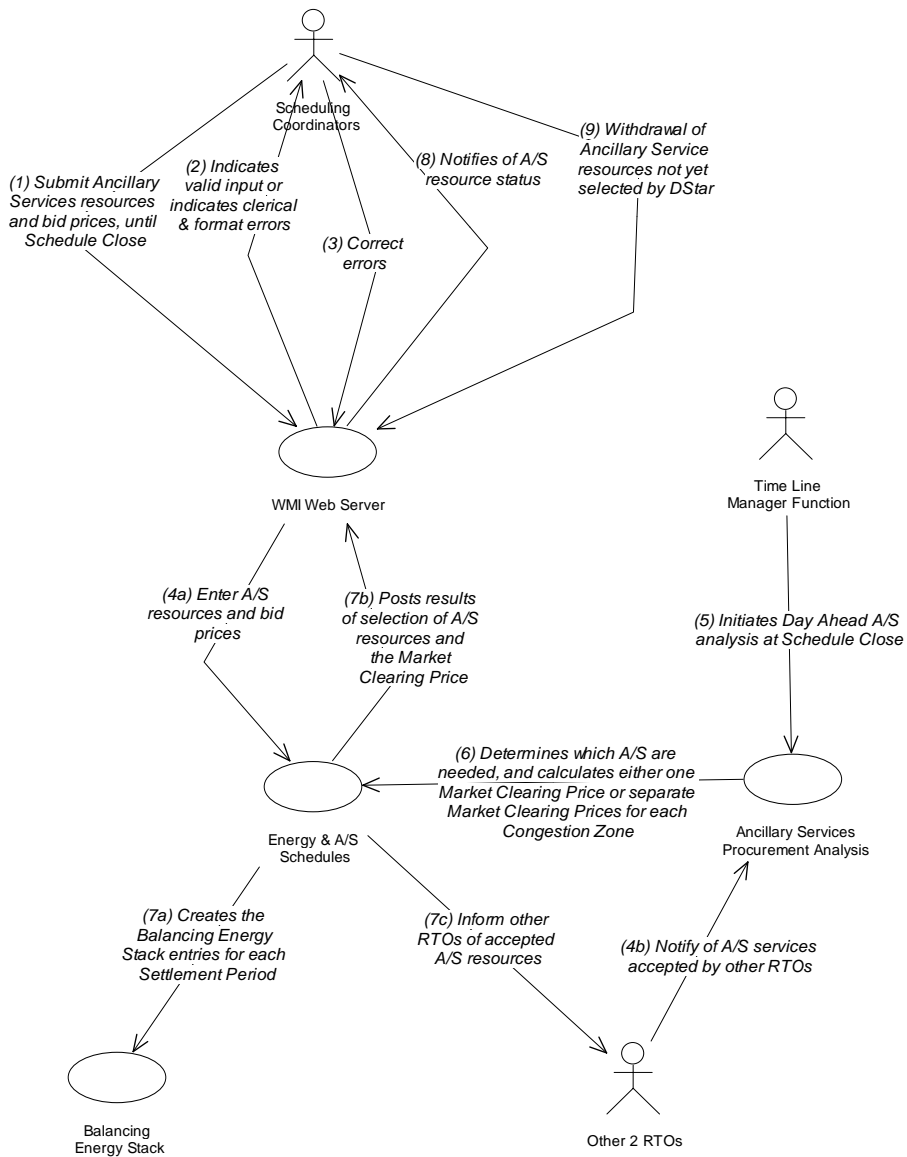 Scheduling
Coordinators
(1) Submit Ancillary
Services resources
and bid prices, until
Schedule Close
(2) Indicates
valid input or
indicates clerical
& format errors
(3) Correct
errors
(8) Notifies of A/S
resource status
(9) Withdrawal of
Ancillary Service
resources not yet
selected by DStar
WMI Web Server
Time Line
Manager Function
(4a) Enter A/S
resources and bid
prices
(7b) Posts results
of selection of A/S
resources and
the Market
Clearing Price
(5) Initiates Day Ahead A/S
analysis at Schedule Close
(6) Determines which A/S are
needed, and calculates either one
Market Clearing Price or separate
Market Clearing Prices for each
Congestion Zone
Energy & A/S
Schedules
Ancillary Services
Procurement Analysis
(7a) Creates the
Balancing Energy
Stack entries for each
Settlement Period
(7c) Inform other
RTOs of accepted
A/S resources
(4b) Notify of A/S services
accepted by other RTOs
Balancing
Energy Stack
Other 2 RTOs